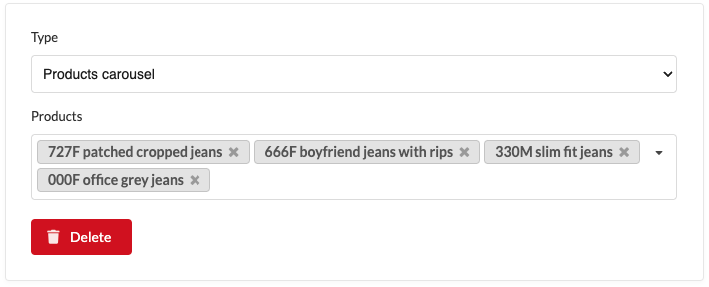 Type
Products carousel
Products
727F patched cropped jeans 666F boyfriend jeans with rips 330M slim fit jeans
000F office grey jeans
Delete